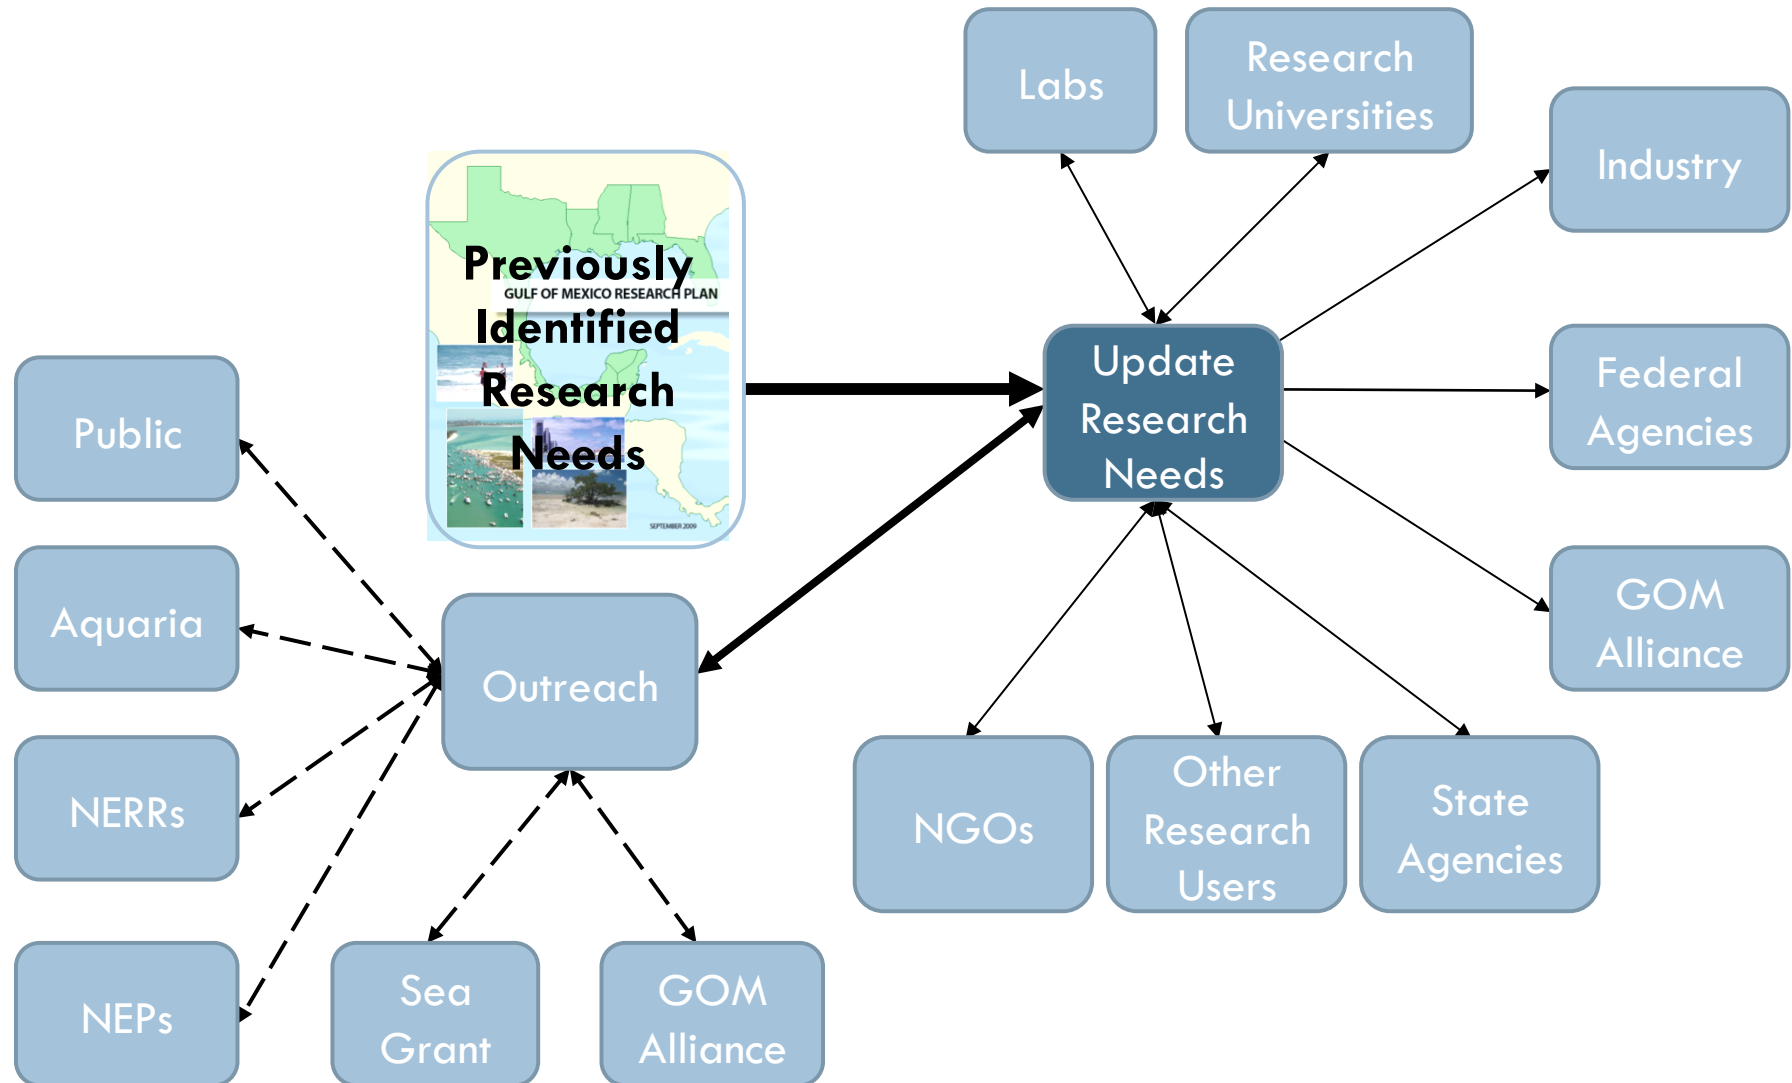 Labs
Research
Universities
Industry
Previously
GULF OF MEXICO RESEARCH PLAN
Identified
Research
Needs
SEPTEMBER 2009
Update
Research
Needs
Federal
Agencies
GOM
Alliance
Public
Aquaria
NERRs
NEPs
Outreach
Sea
Grant
GOM
Alliance
NGOs
Other
Research
Users
State
Agencies